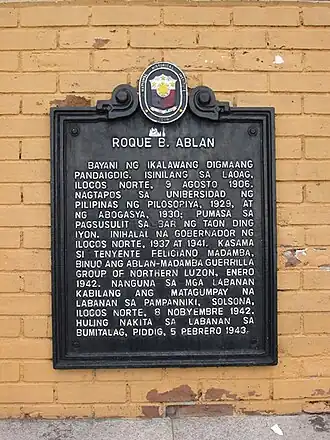 ROQUE B. ABLAN
BAYANI NG IKALAWANG DIGMAANG
PANDAIGDIG. ISINILANG SA LAOAG,
ILOCOS NORTE, 9 AGOSTO 1906.
NAGTAPOS SA UNIBERSIDAD NG
PILIPINAS NG PILOSOPIYA, 1929, AT
NG ABOGASYA, 1930; PUMASA SA
PAGSUSULIT SA BAR NG TAON DING
IYON. INIHALAL NA GOBERNADOR NG
ILOCOS NORTE, 1937 AT 1941. KASAMA
SI TENYENTE FELICIANO MADAMBA,
BINUO ANG ABLAN-MADAMBA GUERRILLA
GROUP OF NORTHERN LUZON, ENERO
1942. NANGUNA SA MGA LABANAN
KABILANG ANG MATAGUMPAY NA
LABANAN SA PAMPANNIKI, SOLSONA,
ILOCOS NORTE, 8 NOBYEMBRE 1942.
HULING NAKITA SA LABANAN SA
BUMITALAG, PIDDIG, 5 PEBRERO 1943.